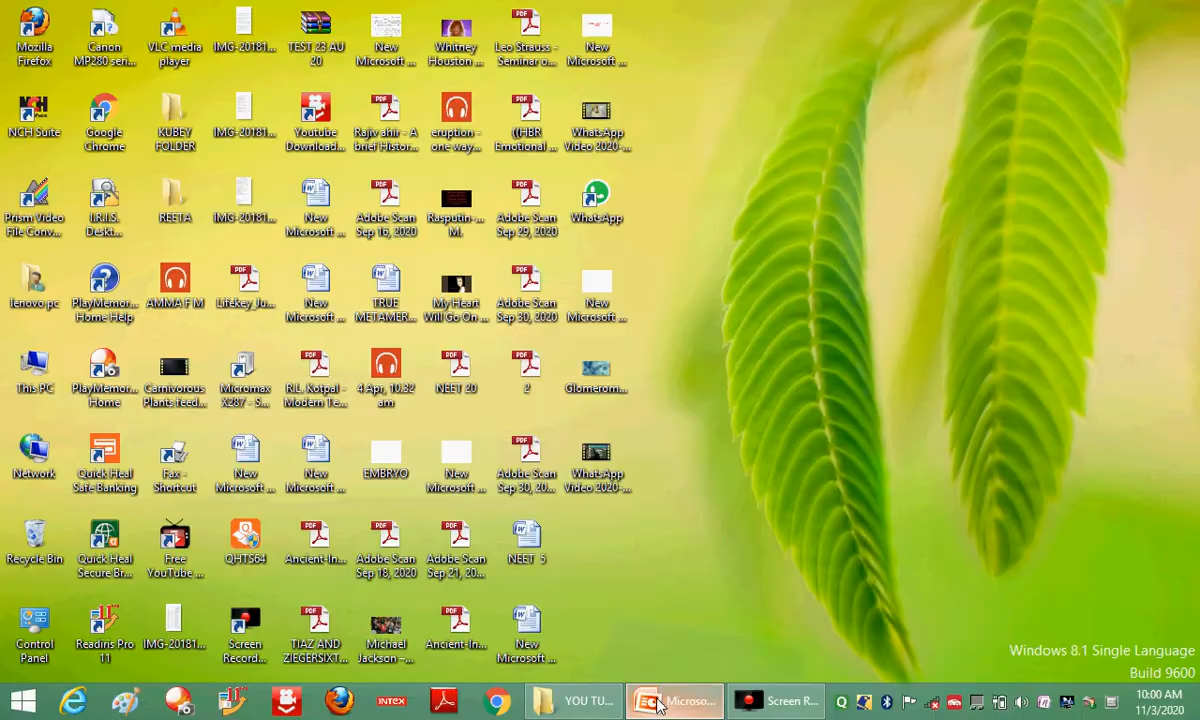 Mozilla
Firefox
Canon
MP280 seri...
VLC media
player
IMG-20181...
TEST 23 AU
20
New
Microsoft ...
Whitney
Houston ...
Leo Strauss -
Seminar o...
New
Microsoft ...
NCH Suite
Google
Chrome
KUBEY
FOLDER
IMG-20181...
Youtube
Download...
Rajiv ahir - A
brief Histor...
eruption -
one way...
((HBR
Emotional ...
WhatsApp
Video 2020-...
Prism Video
File Conv...
I.R.I.S.
Deskt...
REETA
IMG-20181...
New
Microsoft ...
Adobe Scan
Sep 16, 2020
Rasputin-...
M.
Adobe Scan
Sep 29, 2020
WhatsApp
lenovo pc
PlayMemor...
Home Help
AMMA F M
Lifekey_Ju...
New
Microsoft ...
TRUE
METAMER...
My Heart
Will Go On ...
Adobe Scan
Sep 30, 2020
New
Microsoft ...
This PC
PlayMemor...
Home
Carnivorous
Plants feed...
Micromax
X287 - S...
R.L. Kotpal -
Modern Te...
4 Apr, 10.32
am
NEET 20
2
Glomerom...
Network
Quick Heal
Safe Banking
Fax -
Shortcut
New
Microsoft ...
New
Microsoft ...
EMBRYO
New
Microsoft ...
Adobe Scan
Sep 30, 20...
WhatsApp
Video 2020-...
Recycle Bin
Quick Heal
Secure Br...
Free
YouTube ...
QHTS64
Ancient-In...
Adobe Scan
Sep 18, 2020
Adobe Scan
Sep 21, 20...
NEET 5
Control
Panel
Readiris Pro
11
IMG-20181...
Screen
Record...
TIAZ AND
ZIEGERSIXT...
Michael
Jackson –...
Ancient-In...
New
Microsoft ...
Windows 8.1 Single Language
Build 9600
INTEX
YOU TU...
Microso...
Screen R...
10:00 AM
11/3/2020